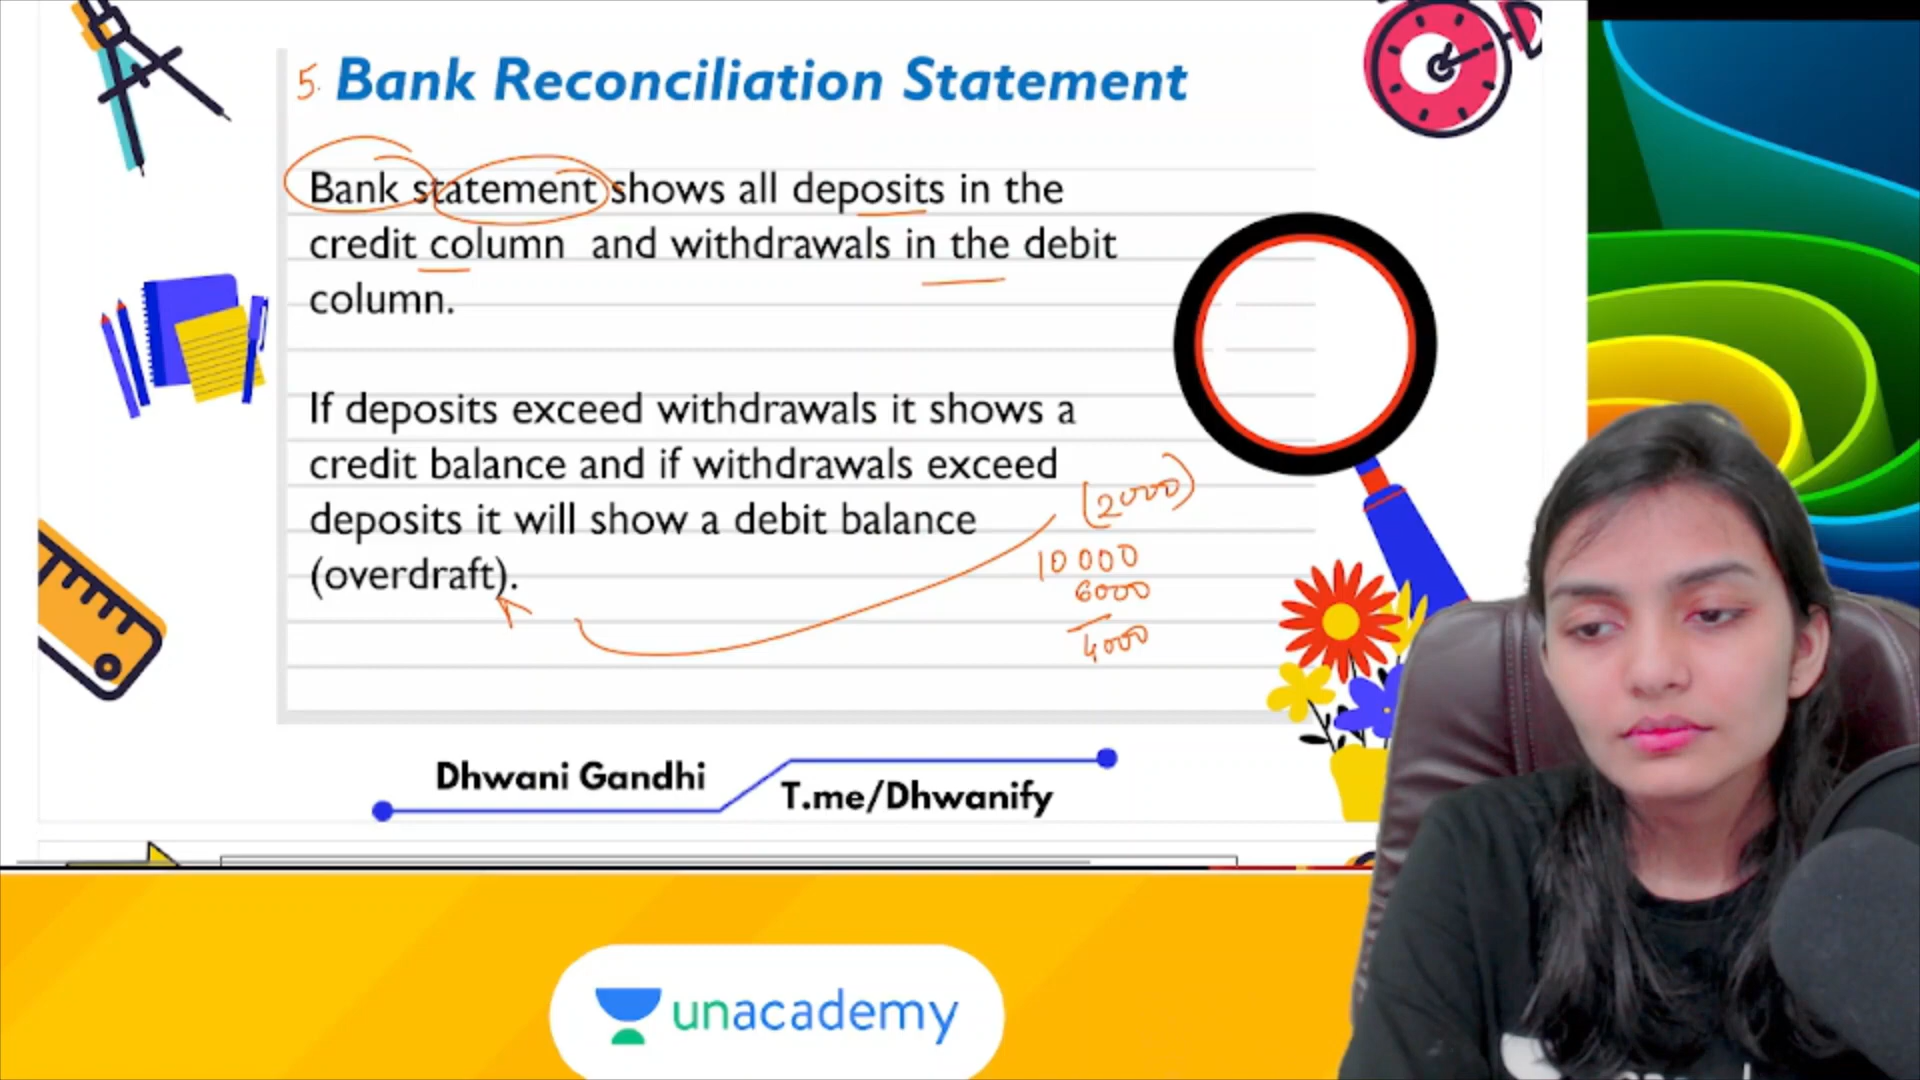 5. Bank Reconciliation Statement
Bank statement shows all deposits in the
credit column and withdrawals in the debit
column.
If deposits exceed withdrawals it shows a
credit balance and if withdrawals exceed
deposits it will show a debit balance
(overdraft).
(2000)
10000
6000
4000
Dhwani Gandhi
T.me/Dhwanify
unacademy